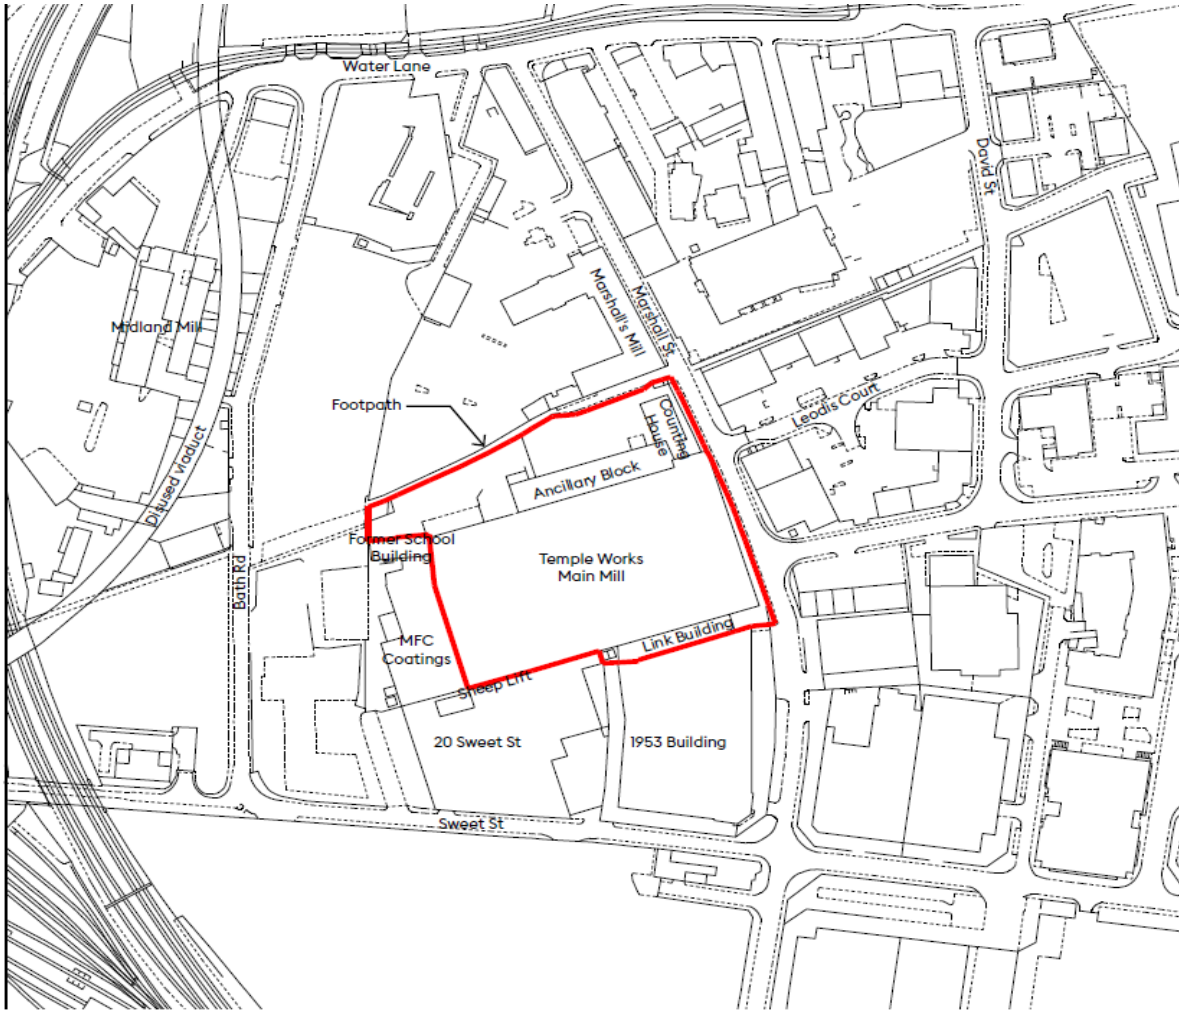 Water Lane
David St
Marshall's Mill
Marshall St
Midland Mill
Footpath
Leodis Court
Counting
House
Disused viaduct
Ancillary Block
Former School
Building
Temple Works
Main Mill
Bath Rd
Link Building
MFC
Coatings
Sheep Lift
20 Sweet St
1953 Building
Sweet St